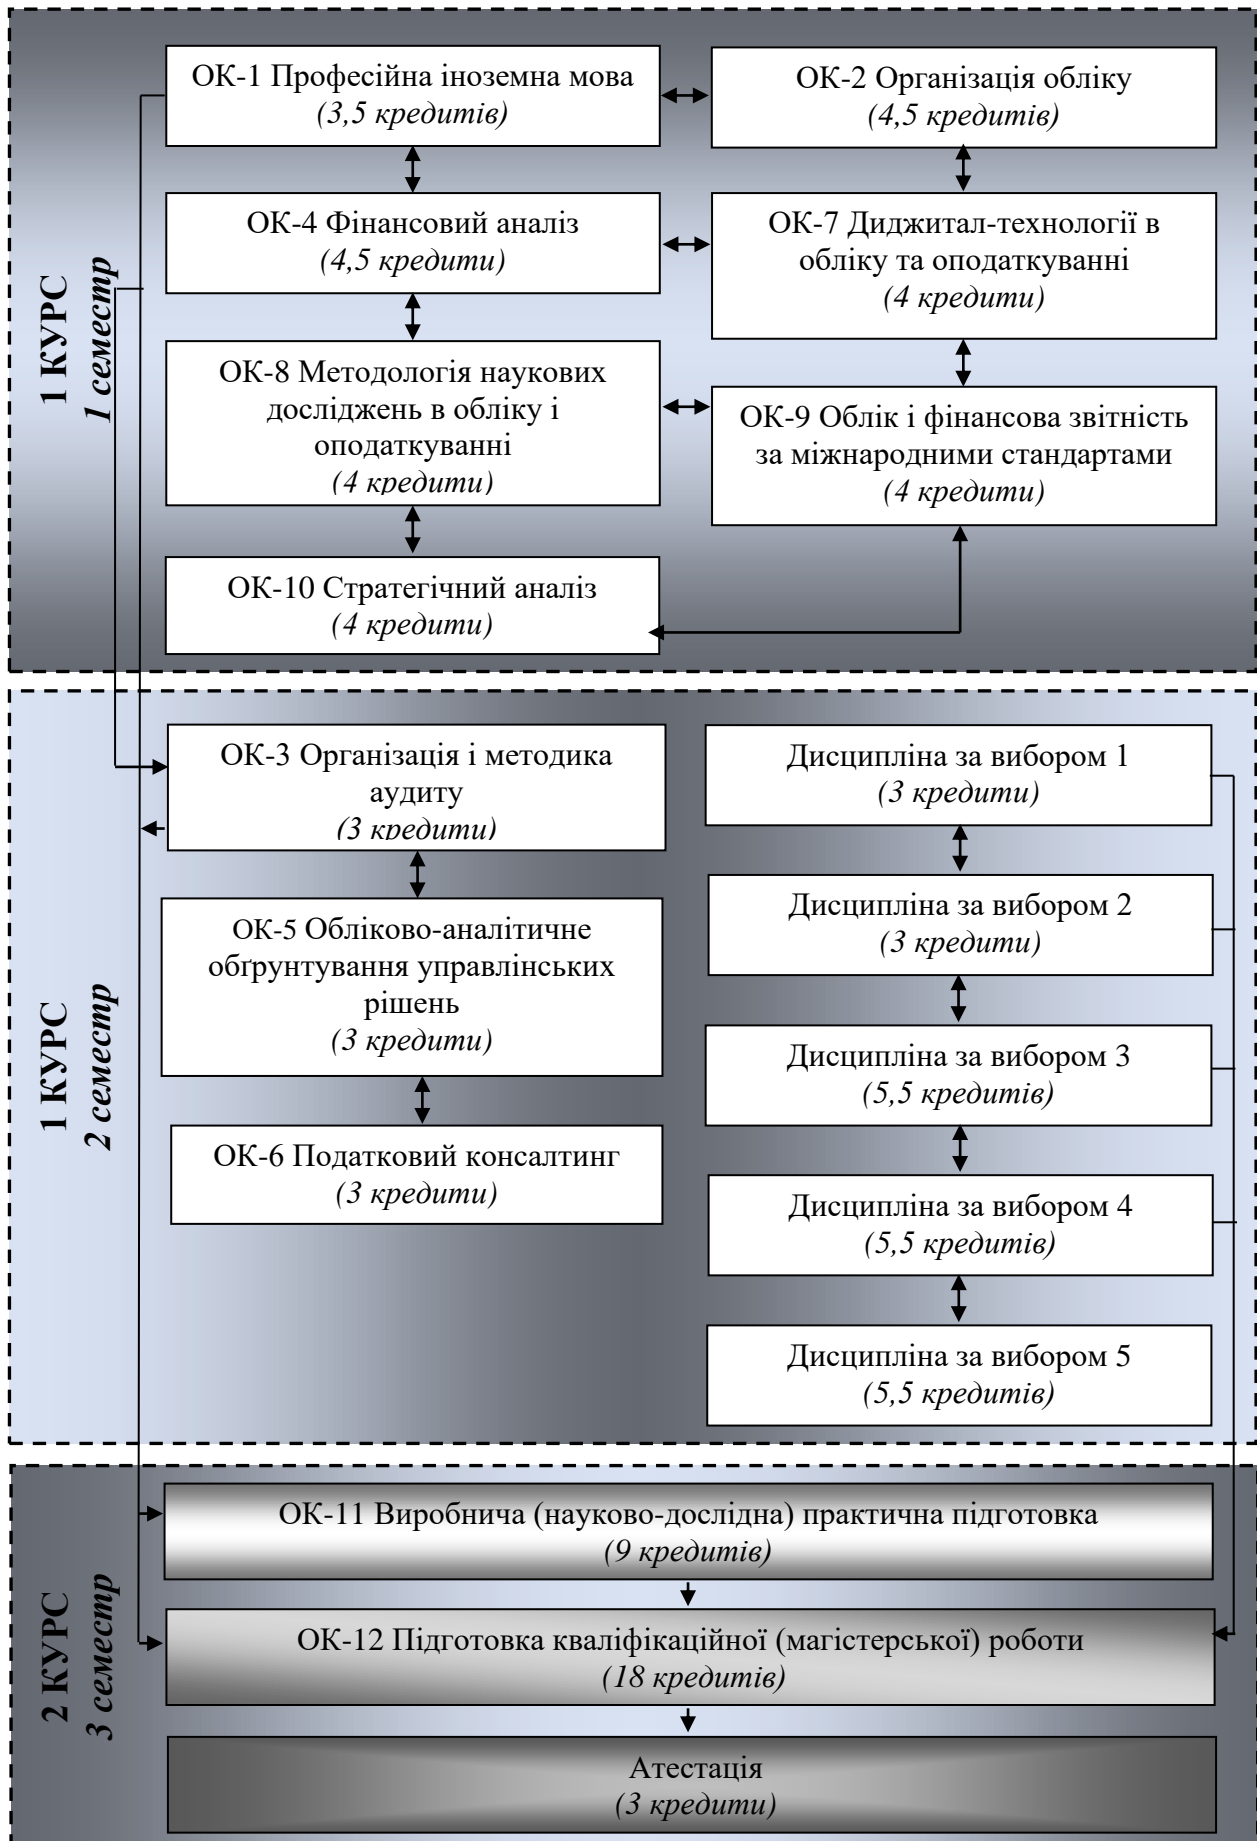 1 КУРС
1 семестр
ОК-1 Професійна іноземна мова
(3,5 кредитів)
ОК-2 Організація обліку
(4,5 кредитів)
ОК-4 Фінансовий аналіз
(4,5 кредити)
ОК-7 Диджитал-технології в
обліку та оподаткуванні
(4 кредити)
ОК-8 Методологія наукових
досліджень в обліку і
оподаткуванні
(4 кредити)
ОК-9 Облік і фінансова звітність
за міжнародними стандартами
(4 кредити)
ОК-10 Стратегічний аналіз
(4 кредити)
1 КУРС
2 семестр
ОК-3 Організація і методика
аудиту
(3 кредити)
ОК-5 Обліково-аналітичне
обґрунтування управлінських
рішень
(3 кредити)
ОК-6 Податковий консалтинг
(3 кредити)
Дисципліна за вибором 1
(3 кредити)
Дисципліна за вибором 2
(3 кредити)
Дисципліна за вибором 3
(5,5 кредитів)
Дисципліна за вибором 4
(5,5 кредитів)
Дисципліна за вибором 5
(5,5 кредитів)
2 КУРС
3 семестр
ОК-11 Виробнича (науково-дослідна) практична підготовка
(9 кредитів)
ОК-12 Підготовка кваліфікаційної (магістерської) роботи
(18 кредитів)
Атестація
(3 кредити)